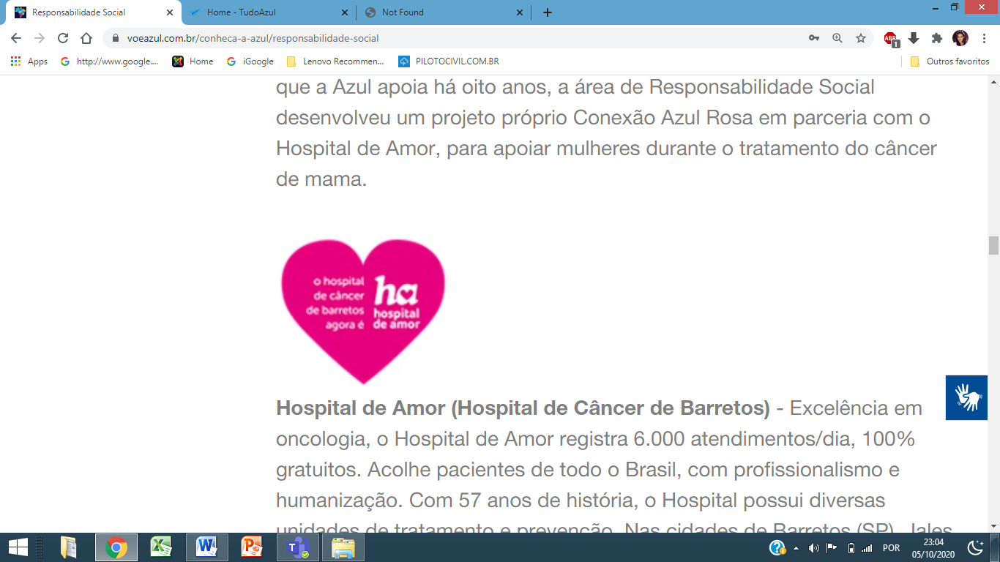 Responsabilidade Social
Home - TudoAzul
Not Found
voeazul.com.br/conheca-a-azul/responsabilidade-social
ABP
1
Apps
http://www.google....
Home
iGoogle
Lenovo Recommen...
PILOTOCIVIL.COM.BR
Outros favoritos
que a Azul apoia há oito anos, a área de Responsabilidade Social
desenvolveu um projeto próprio Conexão Azul Rosa em parceria com o
Hospital de Amor, para apoiar mulheres durante o tratamento do câncer
de mama.
o hospital
de câncer
de barretos
agora é
ha
hospital
de amor
Hospital de Amor (Hospital de Câncer de Barretos) - Excelência em
oncologia, o Hospital de Amor registra 6.000 atendimentos/dia, 100%
gratuitos. Acolhe pacientes de todo o Brasil, com profissionalismo e
humanização. Com 57 anos de história, o Hospital possui diversas
unidades de tratamento e prevenção. Nas cidades de Barretos (SP), Jales
POR
23:04
05/10/2020